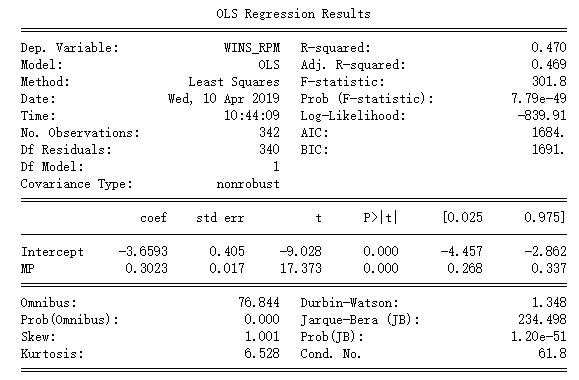 OLS Regression Results
Dep. Variable: WINS_RPM R-squared: 0.470
Model: OLS Adj. R-squared: 0.469
Method: Least Squares F-statistic: 301.8
Date: Wed, 10 Apr 2019 Prob (F-statistic): 7.79e-49
Time: 10:44:09 Log-Likelihood: -839.91
No. Observations: 342 AIC: 1684.
Df Residuals: 340 BIC: 1691.
Df Model: 1
Covariance Type: nonrobust
coef std err t P>|t| [0.025 0.975]
Intercept -3.6593 0.405 -9.028 0.000 -4.457 -2.862
MP 0.3023 0.017 17.373 0.000 0.268 0.337
Omnibus: 76.844 Durbin-Watson: 1.348
Prob(Omnibus): 0.000 Jarque-Bera (JB): 234.498
Skew: 1.001 Prob(JB): 1.20e-51
Kurtosis: 6.528 Cond. No. 61.8